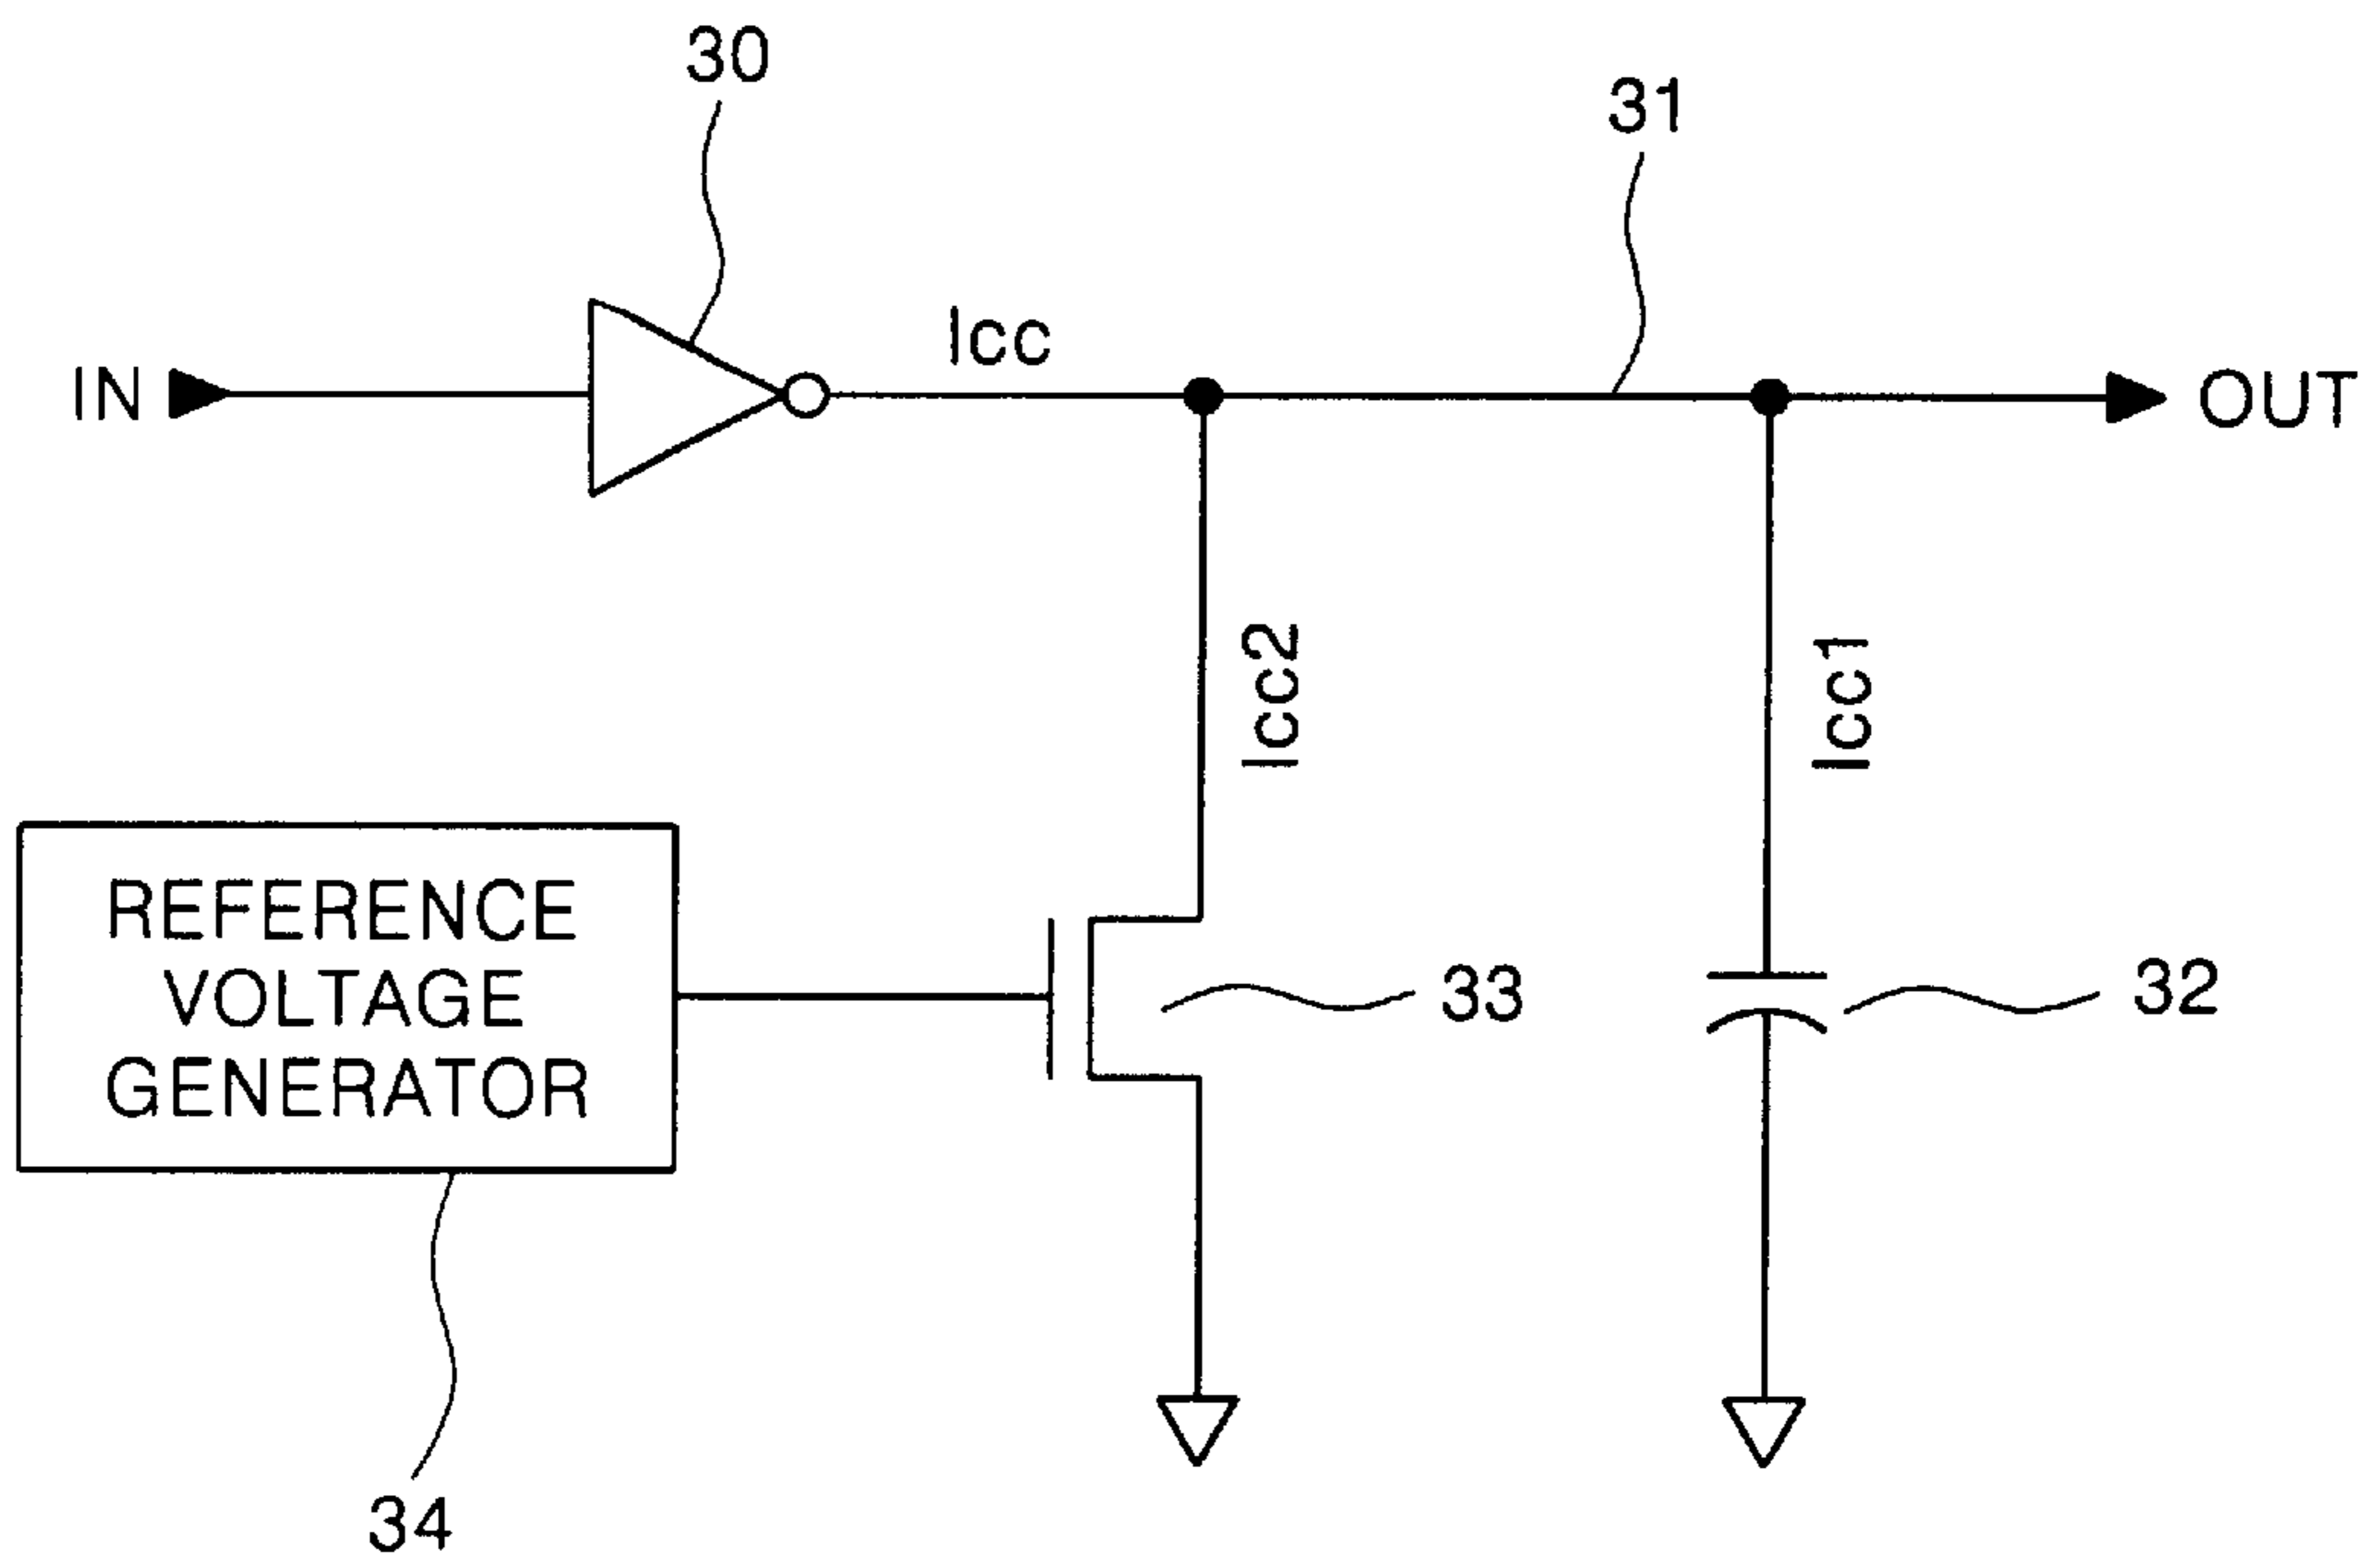 30
31
Icc
IN
OUT
Icc2
Icc1
REFERENCE
VOLTAGE
GENERATOR
33
32
34